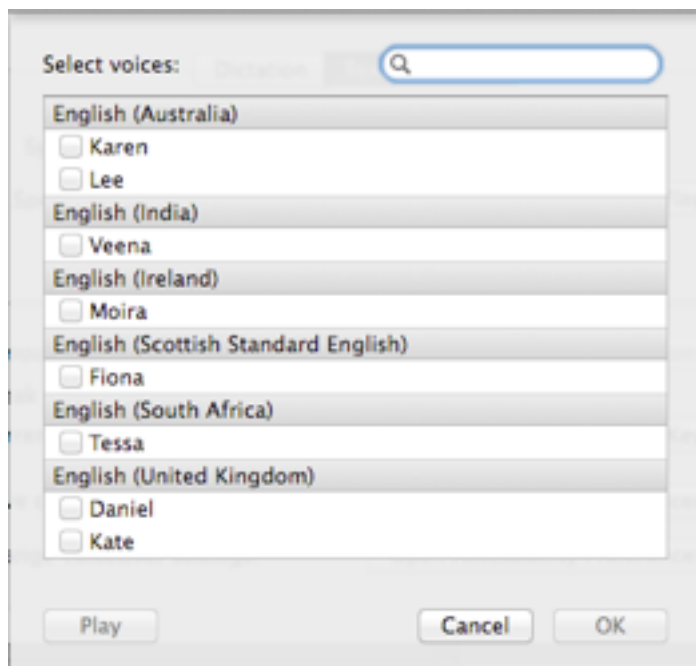 Select voices:
Dictation
English (Australia)
Karen
Lee
English (India)
Veena
English (Ireland)
Moira
English (Scottish Standard English)
Fiona
English (South Africa)
Tessa
English (United Kingdom)
Daniel
Kate
Play Cancel OK